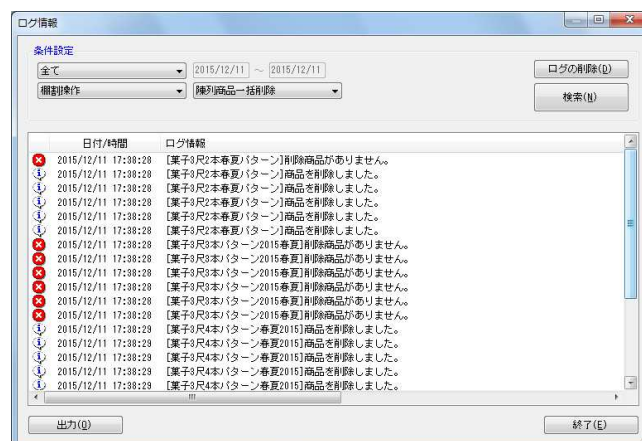 ログ情報
条件設定
全て 2015/12/11 ～ 2015/12/11 ログの削除(D)
棚割操作 陳列商品一括削除 検索(N)
日付/時間 ログ情報
2015/12/11 17:38:28 [菓子3尺2本春夏パターン]削除商品がありません。
2015/12/11 17:38:28 [菓子3尺2本春夏パターン]商品を削除しました。
2015/12/11 17:38:28 [菓子3尺2本春夏パターン]商品を削除しました。
2015/12/11 17:38:28 [菓子3尺2本春夏パターン]商品を削除しました。
2015/12/11 17:38:28 [菓子3尺2本春夏パターン]商品を削除しました。
2015/12/11 17:38:28 [菓子3尺2本春夏パターン]商品を削除しました。
2015/12/11 17:38:28 [菓子3尺3本パターン2015春夏]削除商品がありません。
2015/12/11 17:38:28 [菓子3尺3本パターン2015春夏]削除商品がありません。
2015/12/11 17:38:28 [菓子3尺3本パターン2015春夏]削除商品がありません。
2015/12/11 17:38:28 [菓子3尺3本パターン2015春夏]削除商品がありません。
2015/12/11 17:38:28 [菓子3尺3本パターン2015春夏]削除商品がありません。
2015/12/11 17:38:28 [菓子3尺3本パターン2015春夏]削除商品がありません。
2015/12/11 17:38:29 [菓子3尺4本パターン春夏2015]商品を削除しました。
2015/12/11 17:38:29 [菓子3尺4本パターン春夏2015]商品を削除しました。
2015/12/11 17:38:29 [菓子3尺4本パターン春夏2015]商品を削除しました。
2015/12/11 17:38:29 [菓子3尺4本パターン春夏2015]商品を削除しました。
2015/12/11 17:38:29 [菓子3尺4本パターン春夏2015]商品を削除しました。
出力(O) 終了(E)